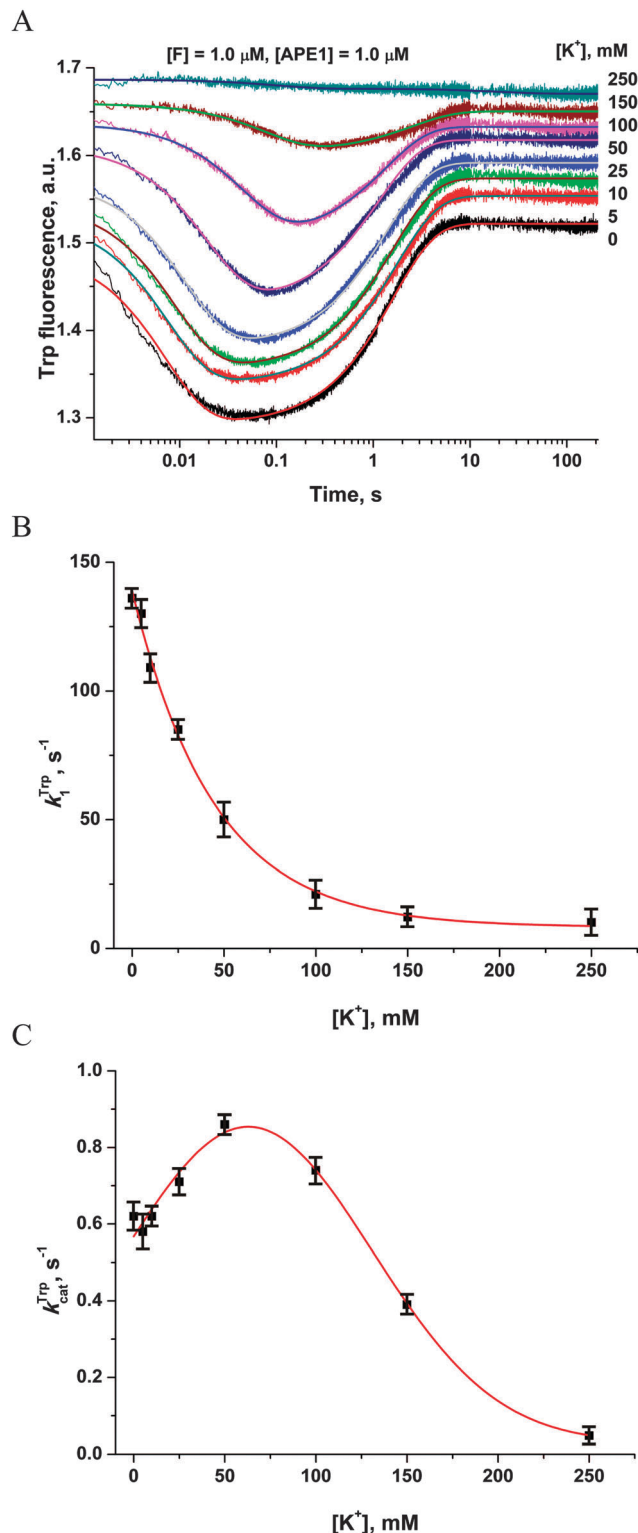 A
[F] = 1.0 μM, [APE1] = 1.0 μM
[K⁺], mM
1.7
1.6
1.5
1.4
1.3
Trp fluorescence, a.u.
250
150
100
50
25
10
5
0
0.01 0.1 1 10 100
Time, s
B
150
100
50
0
k₁ᵀʳᵖ, s⁻¹
0 50 100 150 200 250
[K⁺], mM
C
1.0
0.8
0.6
0.4
0.2
0.0
k_cat^Trp, s⁻¹
0 50 100 150 200 250
[K⁺], mM